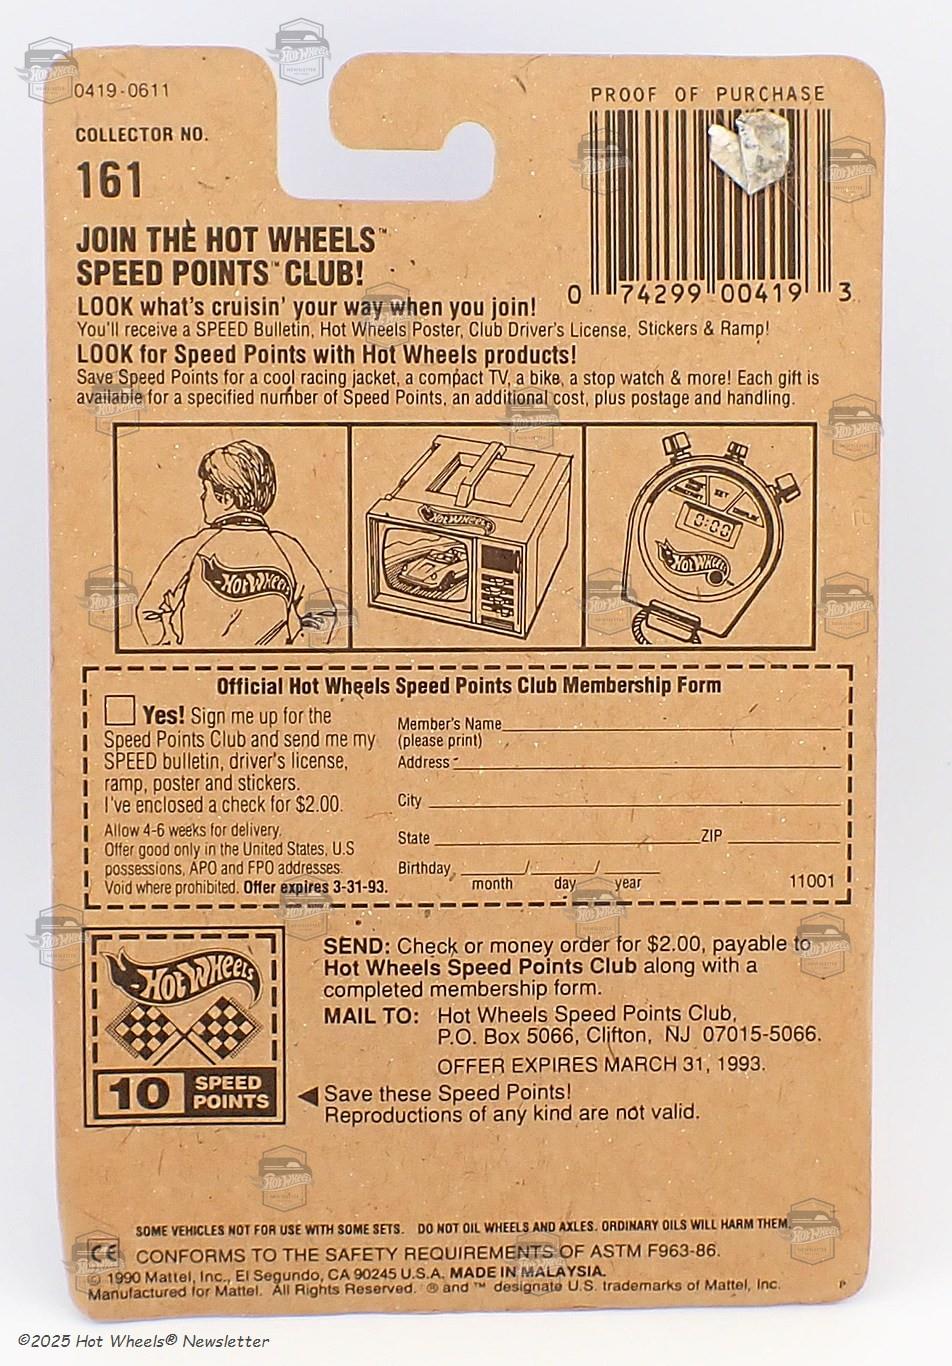 0419-0611
COLLECTOR NO.
161
PROOF OF PURCHASE
0 74299 00419 3
JOIN THE HOT WHEELS™
SPEED POINTS™ CLUB!
LOOK what's cruisin' your way when you join!
You'll receive a SPEED Bulletin, Hot Wheels Poster, Club Driver's License, Stickers & Ramp!
LOOK for Speed Points with Hot Wheels products!
Save Speed Points for a cool racing jacket, a compact TV, a bike, a stop watch & more! Each gift is
available for a specified number of Speed Points, an additional cost, plus postage and handling.
HOT WHEELS
HOT WHEELS
SET
0:00
HOT WHEELS
Official Hot Wheels Speed Points Club Membership Form
Yes! Sign me up for the
Speed Points Club and send me my
SPEED bulletin, driver's license,
ramp, poster and stickers.
I've enclosed a check for $2.00.
Allow 4-6 weeks for delivery.
Offer good only in the United States, U.S
possessions, APO and FPO addresses.
Void where prohibited. Offer expires 3-31-93.
Member's Name
(please print)
Address
City
State ZIP
Birthday / /
month day year
11001
HOT WHEELS
10 SPEED
POINTS
SEND: Check or money order for $2.00, payable to
Hot Wheels Speed Points Club along with a
completed membership form.
MAIL TO: Hot Wheels Speed Points Club,
P.O. Box 5066, Clifton, NJ 07015-5066.
OFFER EXPIRES MARCH 31, 1993.
◀ Save these Speed Points!
Reproductions of any kind are not valid.
SOME VEHICLES NOT FOR USE WITH SOME SETS. DO NOT OIL WHEELS AND AXLES. ORDINARY OILS WILL HARM THEM.
CE CONFORMS TO THE SAFETY REQUIREMENTS OF ASTM F963-86.
© 1990 Mattel, Inc., El Segundo, CA 90245 U.S.A. MADE IN MALAYSIA.
Manufactured for Mattel. All Rights Reserved. ® and ™ designate U.S. trademarks of Mattel, Inc.
P
©2025 Hot Wheels® Newsletter